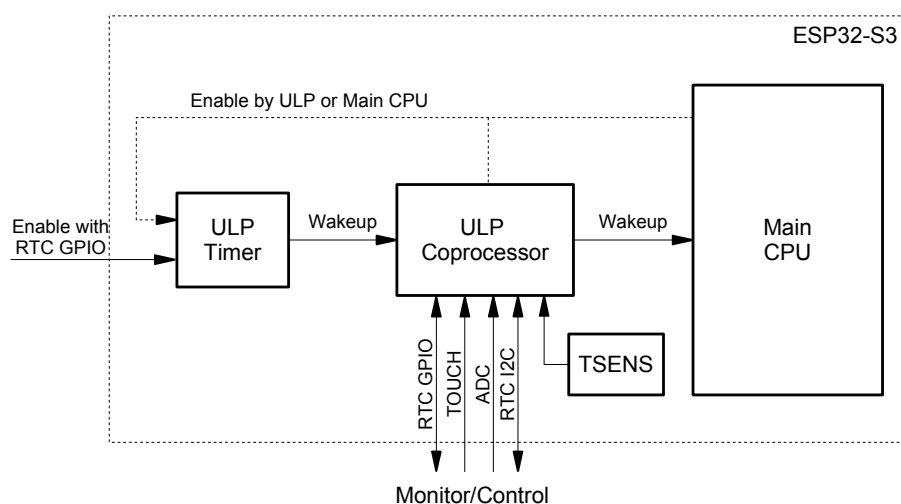 ESP32-S3
Enable by ULP or Main CPU
Enable with
RTC GPIO
ULP
Timer
Wakeup
ULP
Coprocessor
Wakeup
Main
CPU
RTC GPIO
TOUCH
ADC
RTC I2C
TSENS
Monitor/Control